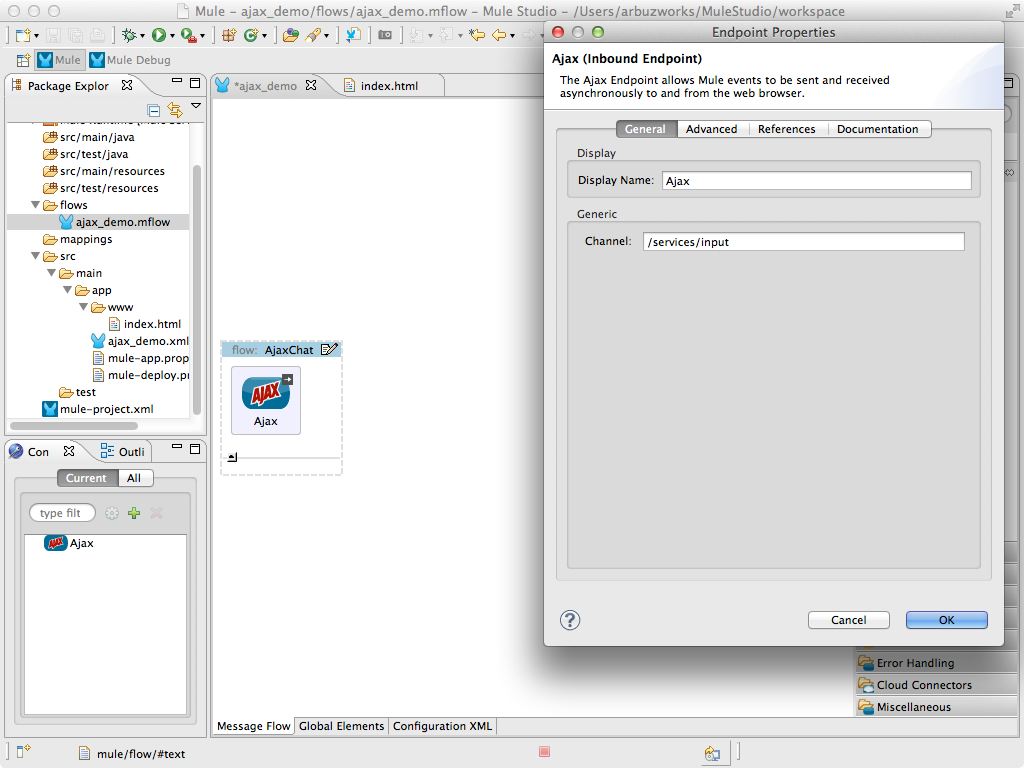 Mule – ajax_demo/flows/ajax_demo.mflow – Mule Studio – /Users/arbuzworks/MuleStudio/workspace
Mule
Mule Debug
Package Explor
src/main/java
src/test/java
src/main/resources
src/test/resources
flows
ajax_demo.mflow
mappings
src
main
app
www
index.html
ajax_demo.xml
mule-app.prop
mule-deploy.pr
test
mule-project.xml
Con
Outli
Current
All
type filt
AJAX
Ajax
*ajax_demo
index.html
flow: AjaxChat
AJAX
Ajax
Message Flow
Global Elements
Configuration XML
Endpoint Properties
Ajax (Inbound Endpoint)
The Ajax Endpoint allows Mule events to be sent and received
asynchronously to and from the web browser.
General
Advanced
References
Documentation
Display
Display Name:
Ajax
Generic
Channel:
/services/input
?
Cancel
OK
Error Handling
Cloud Connectors
Miscellaneous
mule/flow/#text